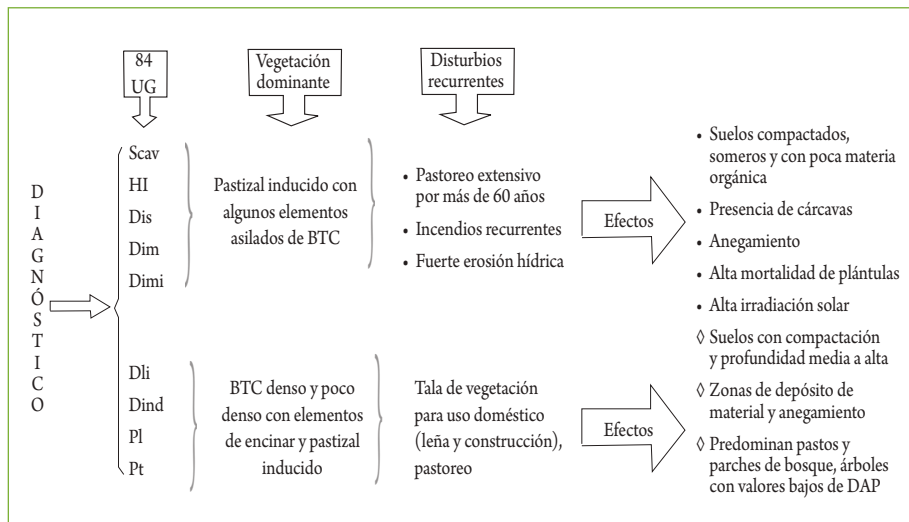 DIAGNÓSTICO
84
UG
Vegetación
dominante
Disturbios
recurrentes
Scav
HI
Dis
Dim
Dimi
Pastizal inducido con
algunos elementos
asilados de BTC
• Pastoreo extensivo
por más de 60 años
• Incendios recurrentes
• Fuerte erosión hídrica
Efectos
• Suelos compactados,
someros y con poca materia
orgánica
• Presencia de cárcavas
• Anegamiento
• Alta mortalidad de plántulas
• Alta irradiación solar
Dli
Dind
Pl
Pt
BTC denso y poco
denso con elementos
de encinar y pastizal
inducido
Tala de vegetación
para uso doméstico
(leña y construcción),
pastoreo
Efectos
◊ Suelos con compactación
y profundidad media a alta
◊ Zonas de depósito de
material y anegamiento
◊ Predominan pastos y
parches de bosque, árboles
con valores bajos de DAP